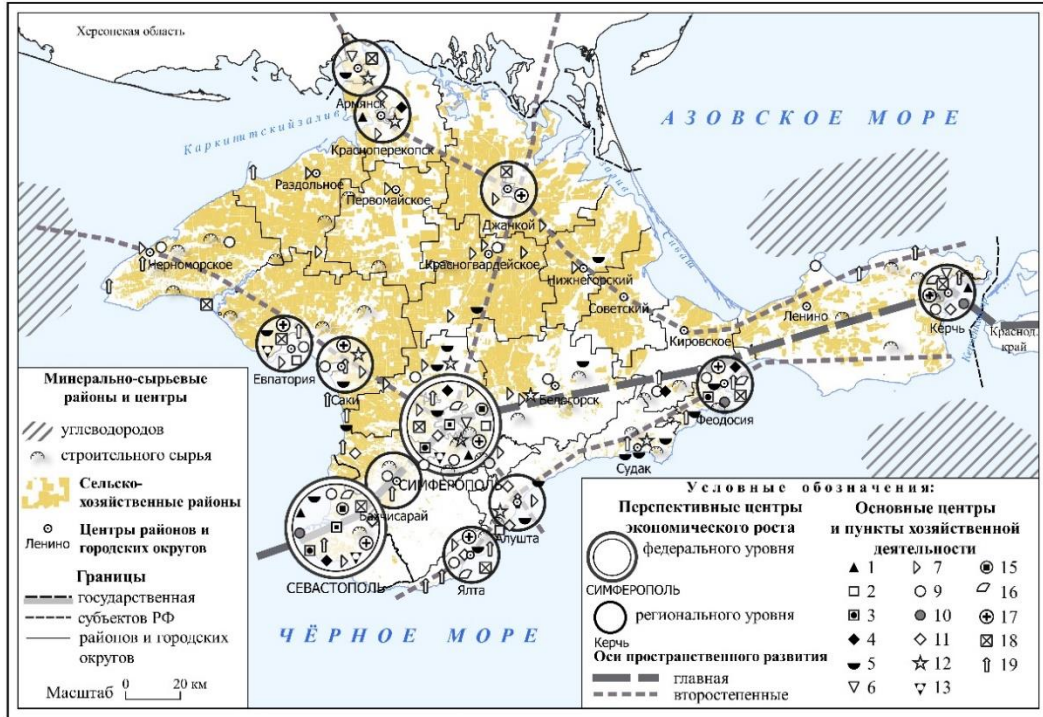 Херсонская область
Армянск
Каркинитскийзалив
Красноперекопск
АЗОВСКОЕ МОРЕ
Раздольное
Первомайское
Джанкой
залив Сиваш
Черноморское
Красногвардейское
Нижнегорский
Советский
Ленино
Кировское
Керчь
Краснод.
край
Евпатория
Саки
Белогорск
Феодосия
Судак
СИМФЕРОПОЛЬ
Бахчисарай
Алушта
СЕВАСТОПОЛЬ
Ялта
ЧЁРНОЕ МОРЕ
Минерально-сырьевые
районы и центры
углеводородов
строительного сырья
Сельско-
хозяйственные районы
Центры районов и
Ленино городских округов
Границы
государственная
субъектов РФ
районов и городских
округов
Масштаб 0 20 км
Условные обозначения:
Перспективные центры
экономического роста
федерального уровня
СИМФЕРОПОЛЬ
регионального уровня
Керчь
Оси пространственного развития
главная
второстепенные
Основные центры
и пункты хозяйственной
деятельности
1 7 15
2 9 16
3 10 17
4 11 18
5 12 19
6 13